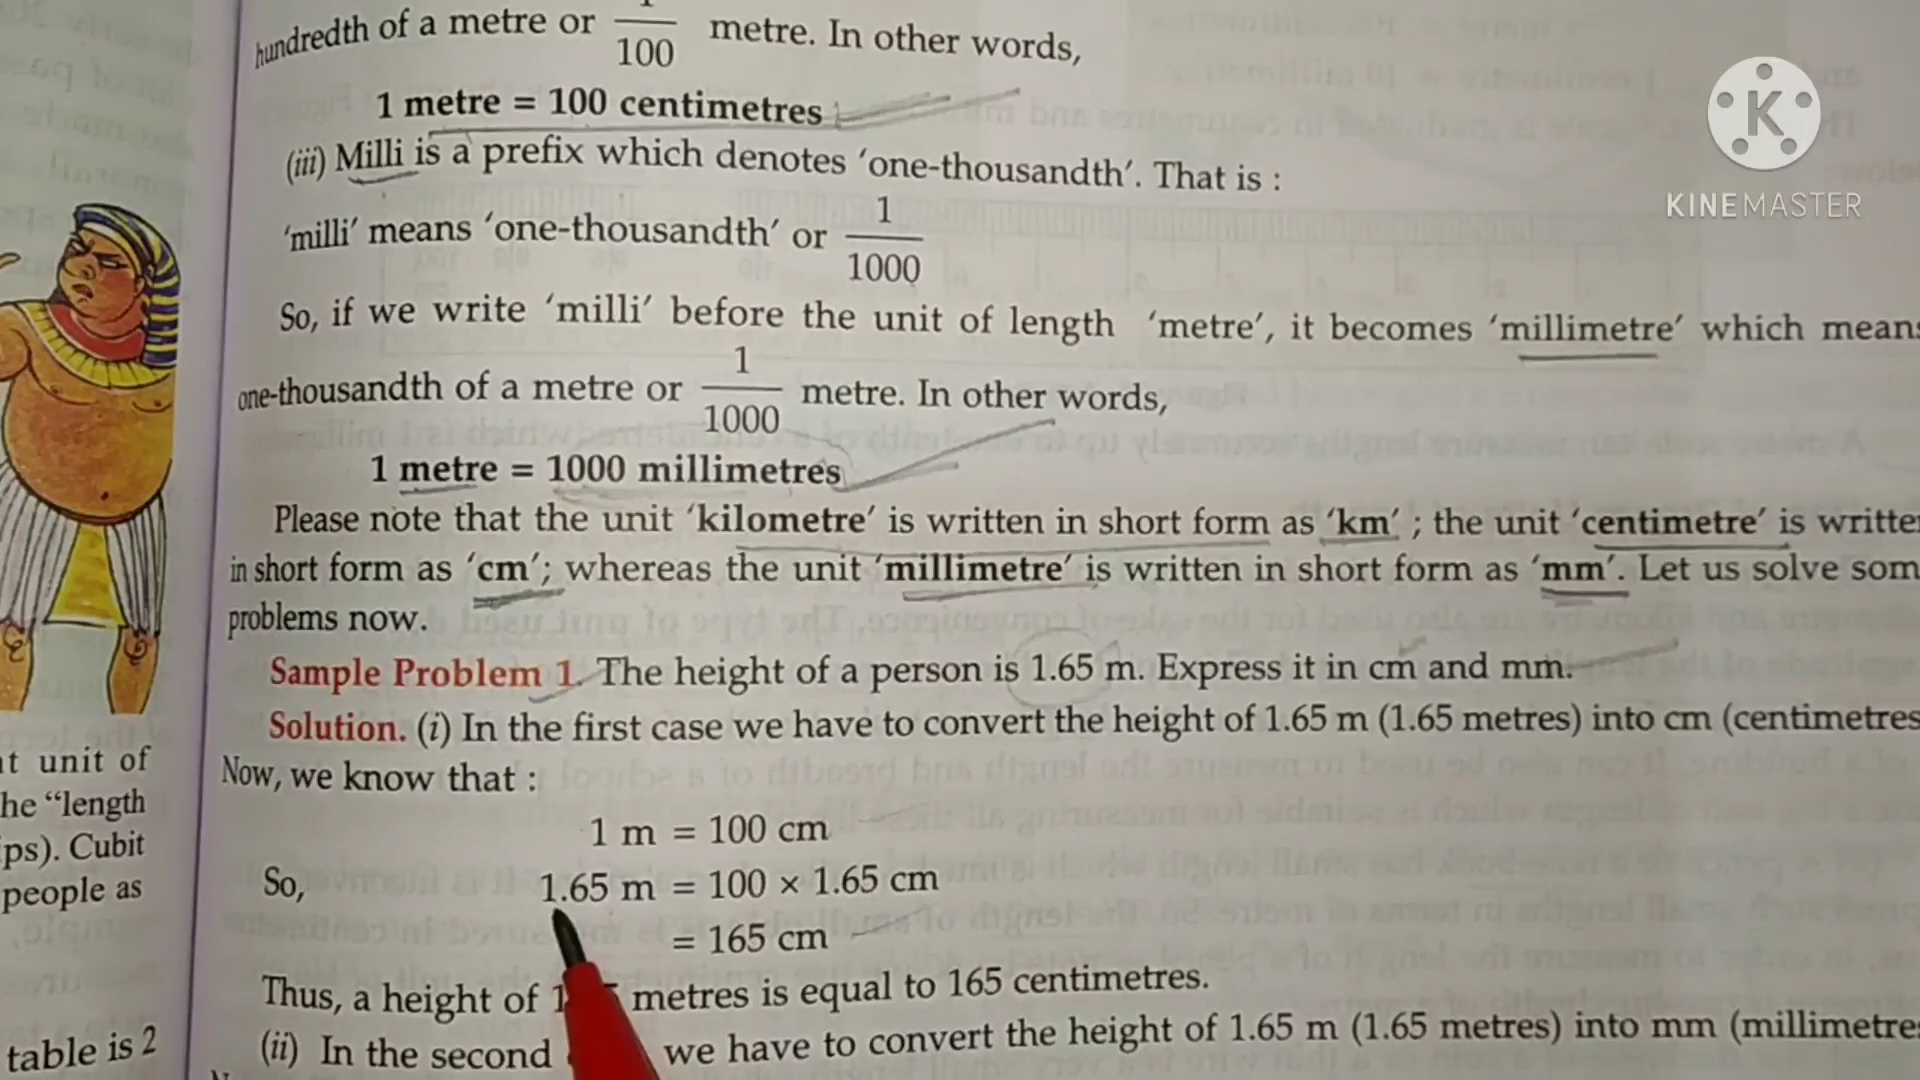 hundredth of a metre or 1/100 metre. In other words,
1 metre = 100 centimetres
(iii) Milli is a prefix which denotes ‘one-thousandth’. That is :
‘milli’ means ‘one-thousandth’ or 1/1000
So, if we write ‘milli’ before the unit of length ‘metre’, it becomes ‘millimetre’ which means
one-thousandth of a metre or 1/1000 metre. In other words,
1 metre = 1000 millimetres
Please note that the unit ‘kilometre’ is written in short form as ‘km’ ; the unit ‘centimetre’ is writte
in short form as ‘cm’; whereas the unit ‘millimetre’ is written in short form as ‘mm’. Let us solve som
problems now.
Sample Problem 1. The height of a person is 1.65 m. Express it in cm and mm.
Solution. (i) In the first case we have to convert the height of 1.65 m (1.65 metres) into cm (centimetres
Now, we know that :
1 m = 100 cm
So, 1.65 m = 100 × 1.65 cm
= 165 cm
Thus, a height of 1 metres is equal to 165 centimetres.
(ii) In the second we have to convert the height of 1.65 m (1.65 metres) into mm (millimetre
t unit of
he “length
ps). Cubit
people as
table is 2
K
KINEMASTER